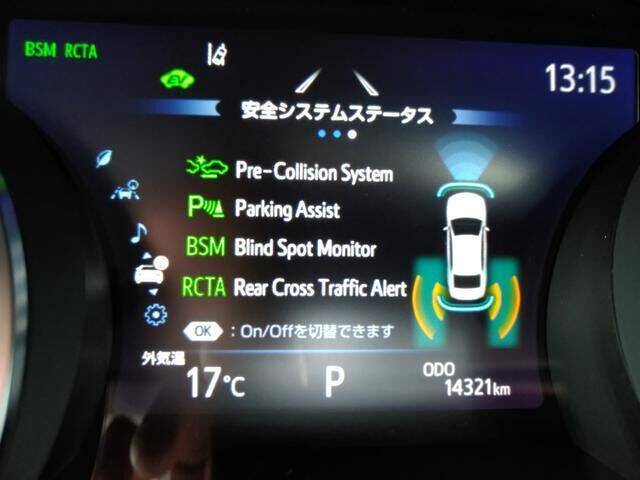 BSM RCTA
EV
13:15
安全システムステータス
Pre-Collision System
P Parking Assist
BSM Blind Spot Monitor
RCTA Rear Cross Traffic Alert
OK : On/Offを切替できます
外気温
17℃
P
ODO
14321km